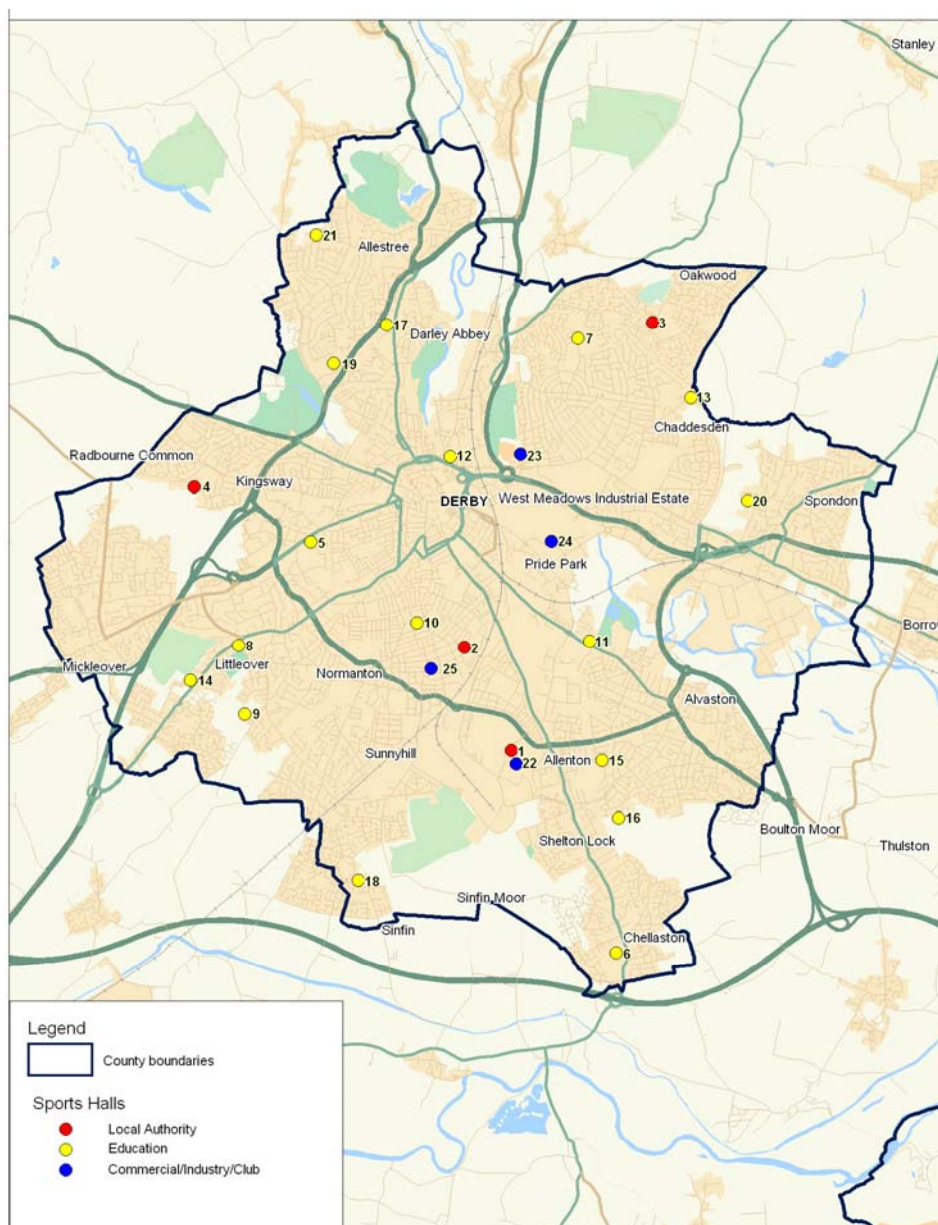 Stanley
21
Allestree
Oakwood
17
Darley Abbey
3
7
19
13
Chaddesden
Radbourne Common
12
23
4
Kingsway
DERBY
West Meadows Industrial Estate
20
Spondon
5
24
Pride Park
10
11
Borrow
8
2
Mickleover
Littleover
Normanton
25
14
Alvaston
9
Sunnyhill
1
22
Allenton
15
16
Shelton Lock
Boulton Moor
Thulston
18
Sinfin Moor
Sinfin
Chellaston
6
Legend
County boundaries
Sports Halls
Local Authority
Education
Commercial/Industry/Club